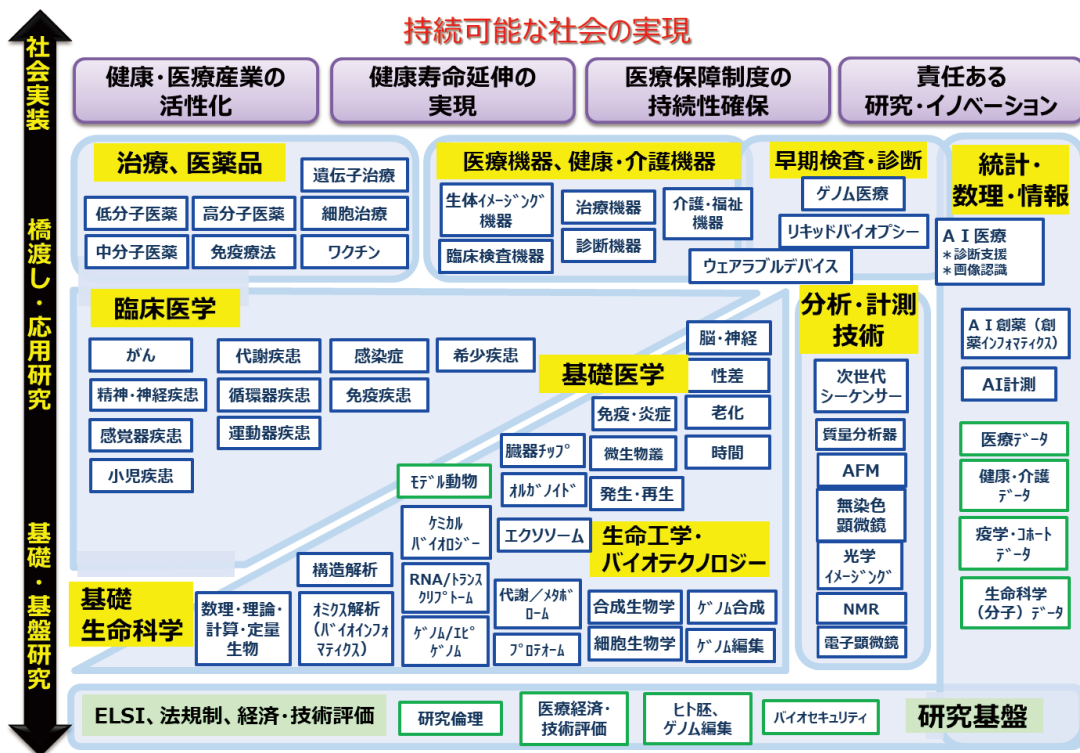 持続可能な社会の実現
社会実装
橋渡し・応用研究
基礎・基盤研究
健康・医療産業の
活性化
健康寿命延伸の
実現
医療保障制度の
持続性確保
責任ある
研究・イノベーション
治療、医薬品
遺伝子治療
低分子医薬
高分子医薬
細胞治療
中分子医薬
免疫療法
ワクチン
医療機器、健康・介護機器
生体イメージング
機器
治療機器
介護・福祉
機器
臨床検査機器
診断機器
早期検査・診断
ゲノム医療
リキッドバイオプシー
ウェアラブルデバイス
統計・
数理・情報
AI医療
*診断支援
*画像認識
AI創薬(創
薬インフォマティクス)
AI計測
医療データ
健康・介護
データ
疫学・コホート
データ
生命科学
(分子)データ
臨床医学
がん
代謝疾患
感染症
希少疾患
精神・神経疾患
循環器疾患
免疫疾患
感覚器疾患
運動器疾患
小児疾患
基礎医学
脳・神経
性差
免疫・炎症
老化
臓器チップ
微生物叢
時間
モデル動物
オルガノイド
発生・再生
分析・計測
技術
次世代
シーケンサー
質量分析器
AFM
無染色
顕微鏡
光学
イメージング
NMR
電子顕微鏡
生命工学・
バイオテクノロジー
ケミカル
バイオロジー
エクソソーム
構造解析
RNA/トランス
クリプトーム
代謝/メタボ
ローム
合成生物学
ゲノム合成
基礎
生命科学
数理・理論・
計算・定量
生物
オミクス解析
(バイオインフォ
マティクス)
ゲノム/エピ
ゲノム
プロテオーム
細胞生物学
ゲノム編集
ELSI、法規制、経済・技術評価
研究倫理
医療経済・
技術評価
ヒト胚、
ゲノム編集
バイオセキュリティ
研究基盤